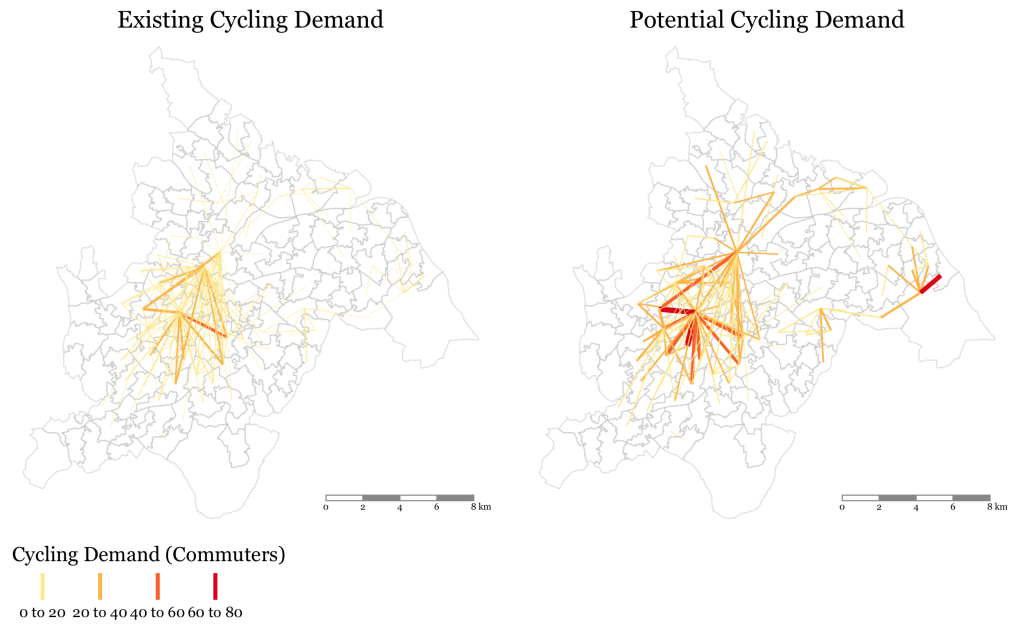 Existing Cycling Demand
Potential Cycling Demand
0 2 4 6 8 km
0 2 4 6 8 km
Cycling Demand (Commuters)
0 to 20 20 to 40 40 to 60 60 to 80